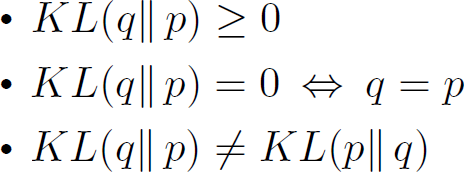 • KL(q‖ p) ≥ 0
• KL(q‖ p) = 0 ⇔ q = p
• KL(q‖ p) ≠ KL(p‖ q)